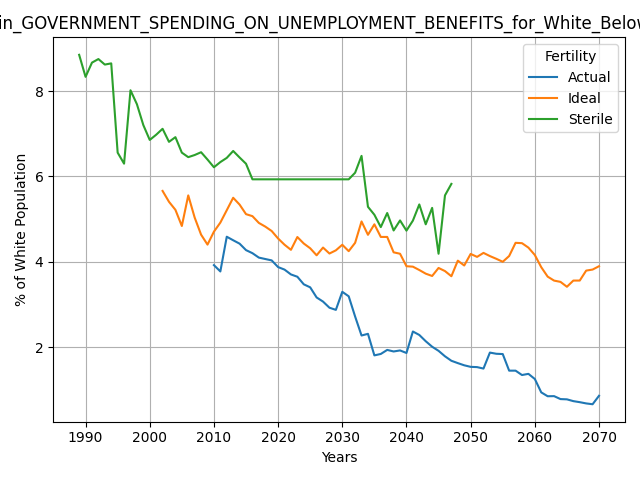 in_GOVERNMENT_SPENDING_ON_UNEMPLOYMENT_BENEFITS_for_White_Below
Fertility
Actual
Ideal
Sterile
% of White Population
8
6
4
2
1990 2000 2010 2020 2030 2040 2050 2060 2070
Years